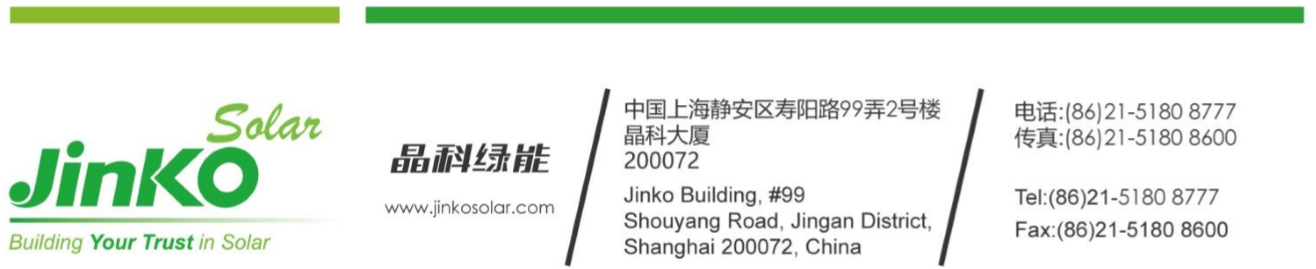 Solar
JinKO
Building Your Trust in Solar
晶科绿能
www.jinkosolar.com
中国上海静安区寿阳路99弄2号楼
晶科大厦
200072
Jinko Building, #99
Shouyang Road, Jingan District,
Shanghai 200072, China
电话:(86)21-5180 8777
传真:(86)21-5180 8600
Tel:(86)21-5180 8777
Fax:(86)21-5180 8600